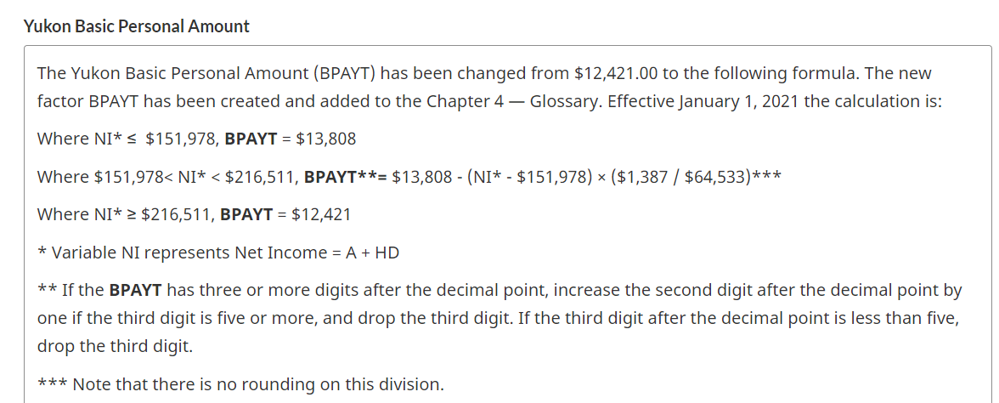 Yukon Basic Personal Amount
The Yukon Basic Personal Amount (BPAYT) has been changed from $12,421.00 to the following formula. The new
factor BPAYT has been created and added to the Chapter 4 — Glossary. Effective January 1, 2021 the calculation is:
Where NI* ≤ $151,978, BPAYT = $13,808
Where $151,978< NI* < $216,511, BPAYT**= $13,808 - (NI* - $151,978) × ($1,387 / $64,533)***
Where NI* ≥ $216,511, BPAYT = $12,421
* Variable NI represents Net Income = A + HD
** If the BPAYT has three or more digits after the decimal point, increase the second digit after the decimal point by
one if the third digit is five or more, and drop the third digit. If the third digit after the decimal point is less than five,
drop the third digit.
*** Note that there is no rounding on this division.